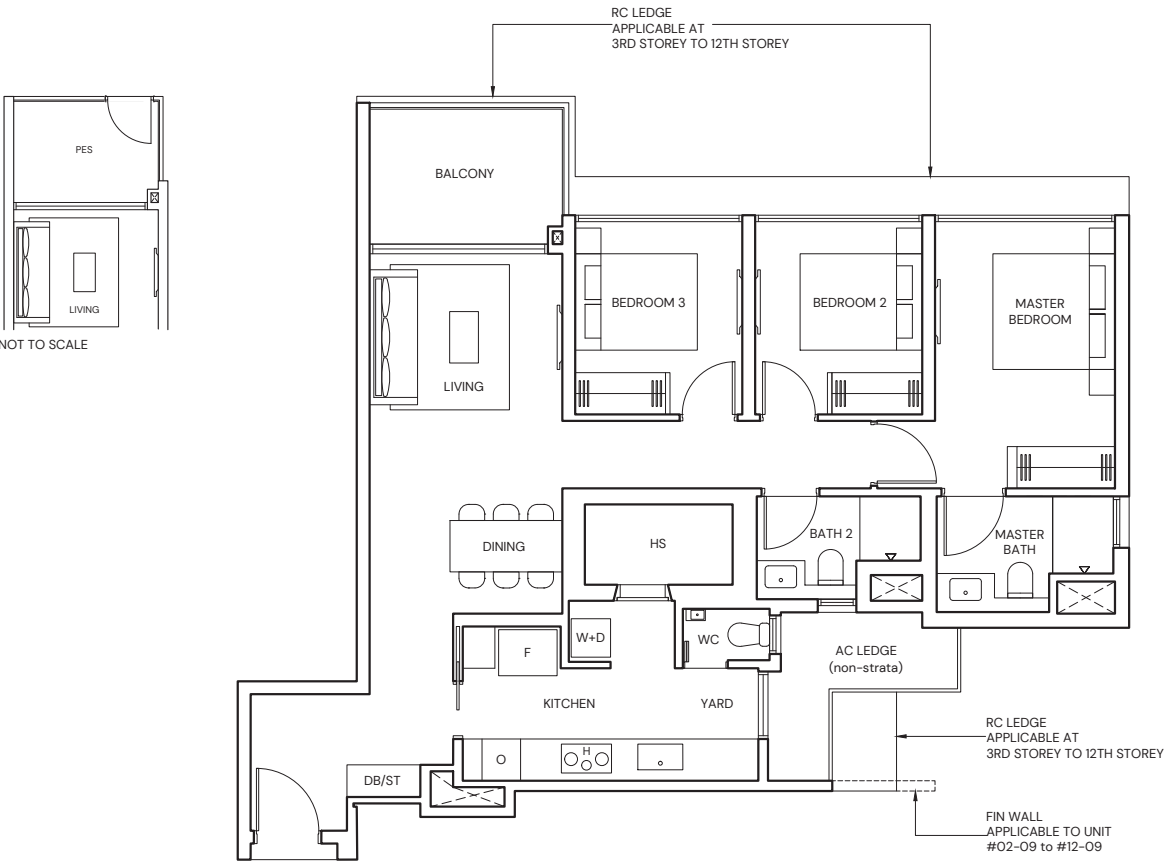 RC LEDGE
APPLICABLE AT
3RD STOREY TO 12TH STOREY
PES
LIVING
NOT TO SCALE
BALCONY
LIVING
BEDROOM 3
BEDROOM 2
MASTER
BEDROOM
DINING
HS
BATH 2
MASTER
BATH
W+D
WC
F
AC LEDGE
(non-strata)
KITCHEN
YARD
RC LEDGE
APPLICABLE AT
3RD STOREY TO 12TH STOREY
O
H
DB/ST
FIN WALL
APPLICABLE TO UNIT
#02-09 to #12-09